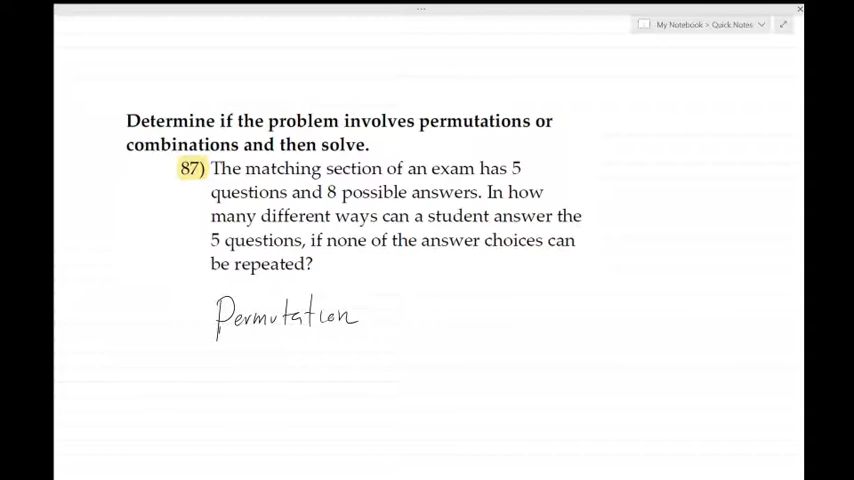 My Notebook > Quick Notes
Determine if the problem involves permutations or
combinations and then solve.
87) The matching section of an exam has 5
questions and 8 possible answers. In how
many different ways can a student answer the
5 questions, if none of the answer choices can
be repeated?
Permutation